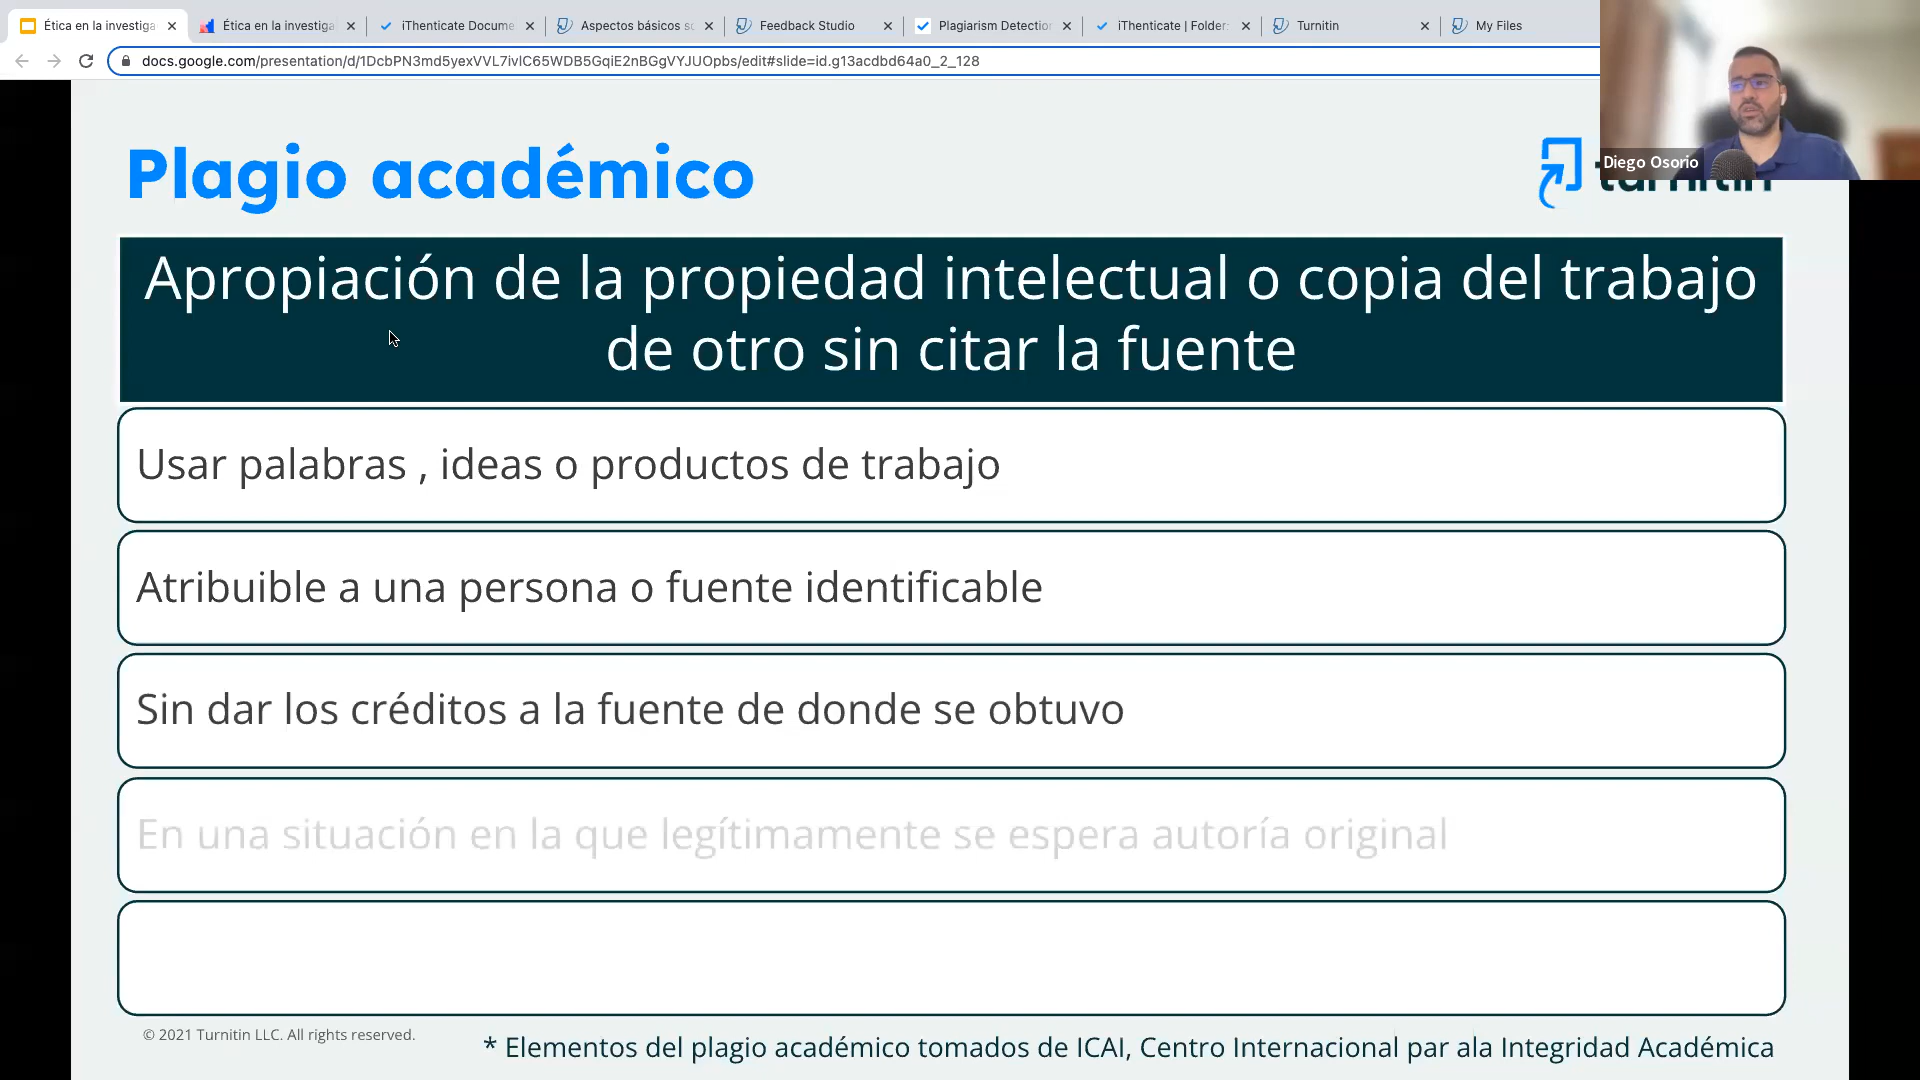 Ética en la investiga
Ética en la investiga
iThenticate Docume
Aspectos básicos so
Feedback Studio
Plagiarism Detection
iThenticate | Folder:
Turnitin
My Files
docs.google.com/presentation/d/1DcbPN3md5yexVVL7ivlC65WDB5GqiE2nBGgVYJUOpbs/edit#slide=id.g13acdbd64a0_2_128
Diego Osorio
Plagio académico
turnitin
Apropiación de la propiedad intelectual o copia del trabajo
de otro sin citar la fuente
Usar palabras , ideas o productos de trabajo
Atribuible a una persona o fuente identificable
Sin dar los créditos a la fuente de donde se obtuvo
En una situación en la que legítimamente se espera autoría original
© 2021 Turnitin LLC. All rights reserved.
* Elementos del plagio académico tomados de ICAI, Centro Internacional par ala Integridad Académica